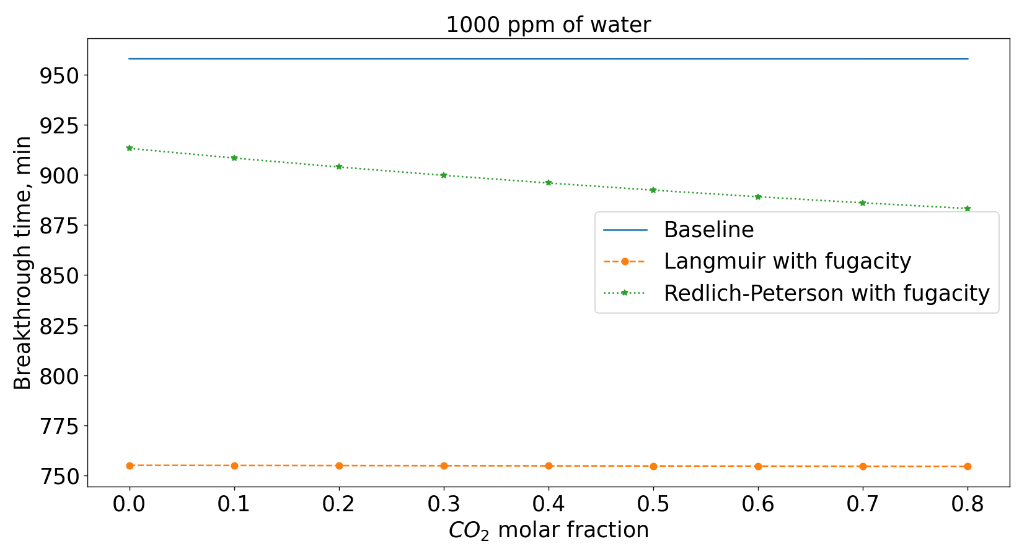 1000 ppm of water
Breakthrough time, min
950
925
900
875
850
825
800
775
750
Baseline
Langmuir with fugacity
Redlich-Peterson with fugacity
0.0 0.1 0.2 0.3 0.4 0.5 0.6 0.7 0.8
CO₂ molar fraction